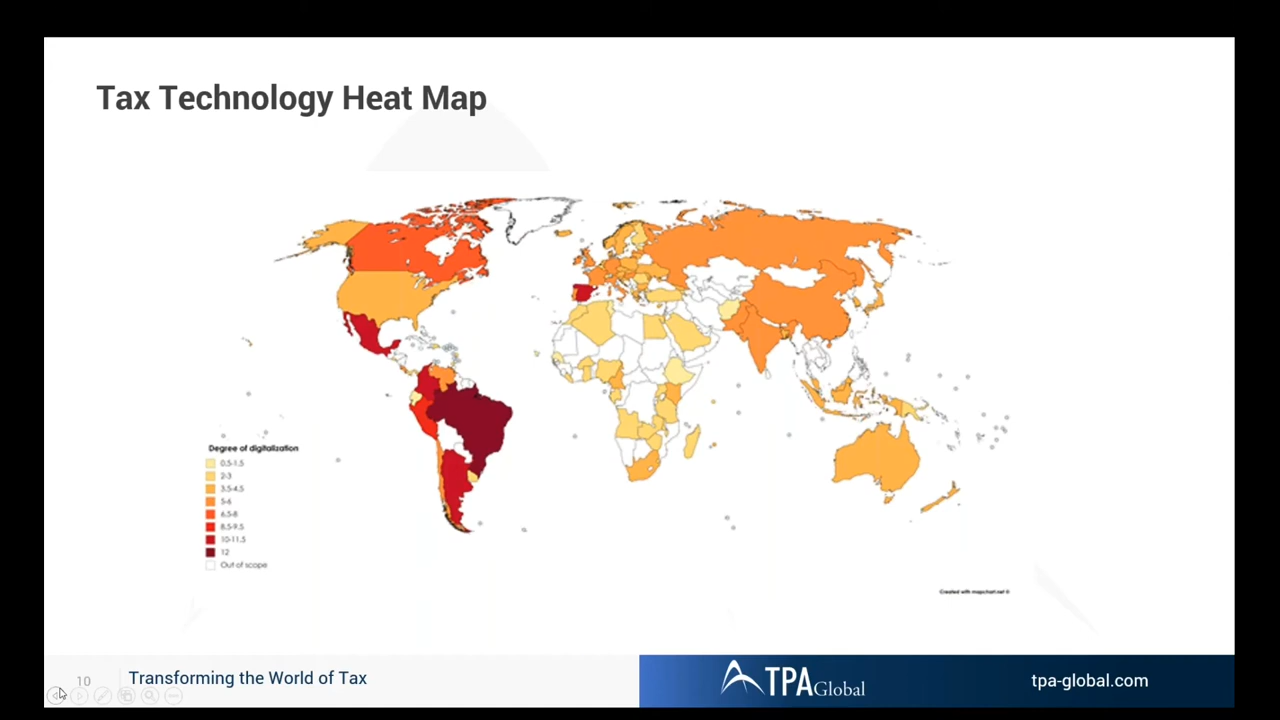 Tax Technology Heat Map
Degree of digitalization
0.5-1.5
2-3
3.5-4.5
5-6
6.5-8
8.5-9.5
10-11.5
12
Out of scope
Created with mapchart.net ©
10
Transforming the World of Tax
TPA Global
tpa-global.com